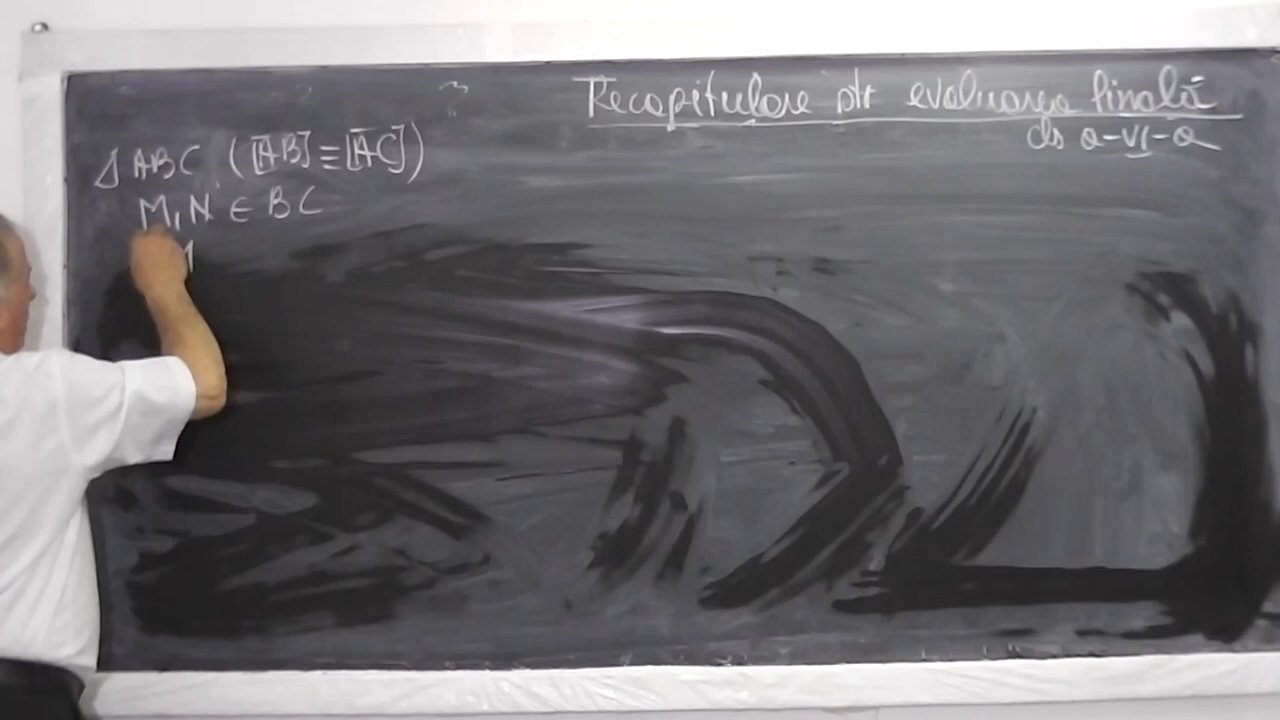 Recapitulare ptr evaluarea finală
cls a-VI-a
Δ ABC ([AB] ≡ [AC])
M, N ∈ BC